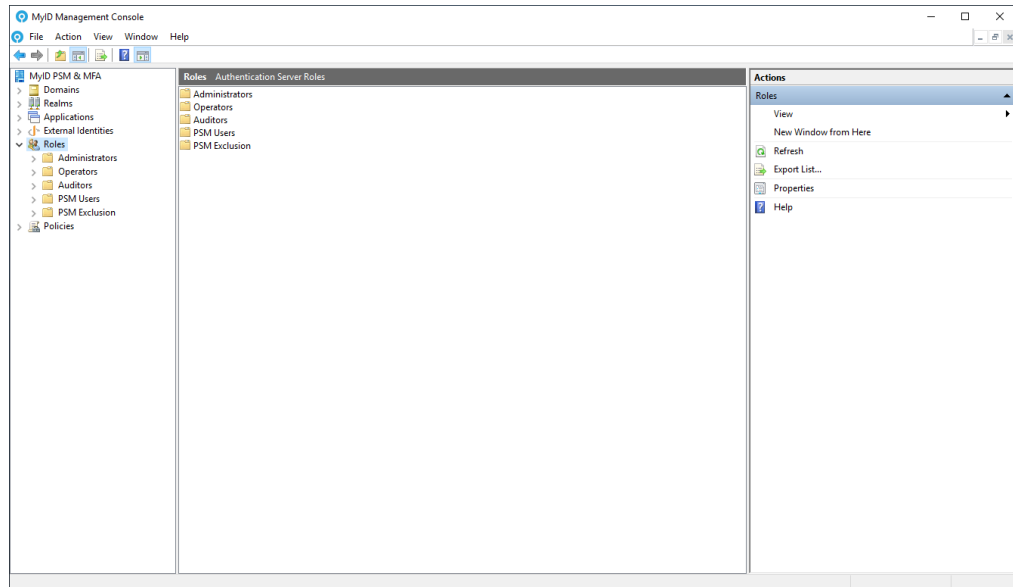 MyID Management Console
File Action View Window Help
MyID PSM & MFA
Domains
Realms
Applications
External Identities
Roles
Administrators
Operators
Auditors
PSM Users
PSM Exclusion
Policies
Roles Authentication Server Roles
Administrators
Operators
Auditors
PSM Users
PSM Exclusion
Actions
Roles
View
New Window from Here
Refresh
Export List...
Properties
Help